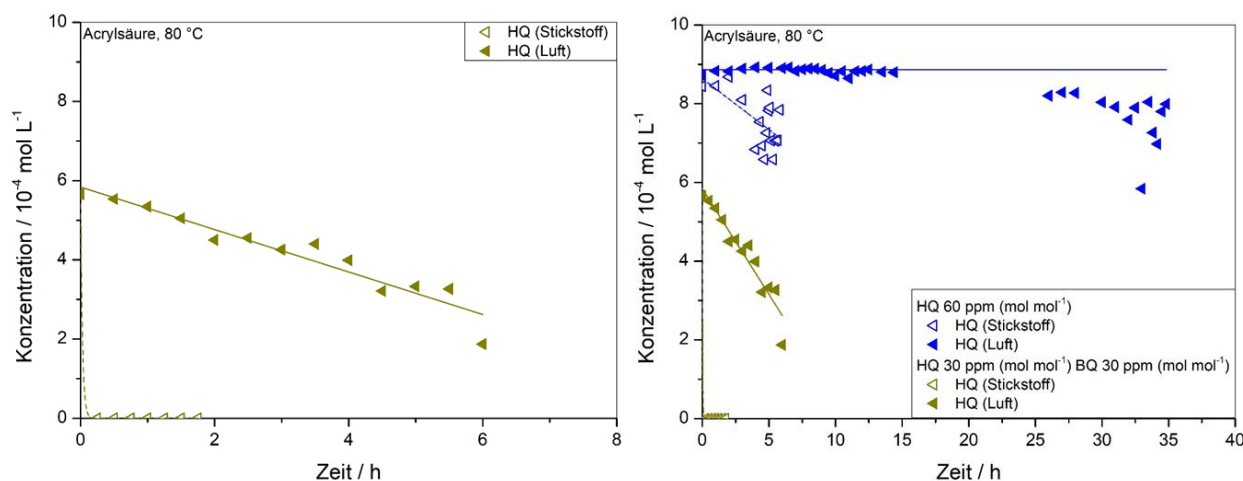 Acrylsäure, 80 °C
HQ (Stickstoff)
HQ (Luft)
Konzentration / 10⁻⁴ mol L⁻¹
10
8
6
4
2
0
0
2
4
6
8
Zeit / h
Acrylsäure, 80 °C
Konzentration / 10⁻⁴ mol L⁻¹
10
8
6
4
2
0
HQ 60 ppm (mol mol⁻¹)
HQ (Stickstoff)
HQ (Luft)
HQ 30 ppm (mol mol⁻¹) BQ 30 ppm (mol mol⁻¹)
HQ (Stickstoff)
HQ (Luft)
0
5
10
15
20
25
30
35
40
Zeit / h